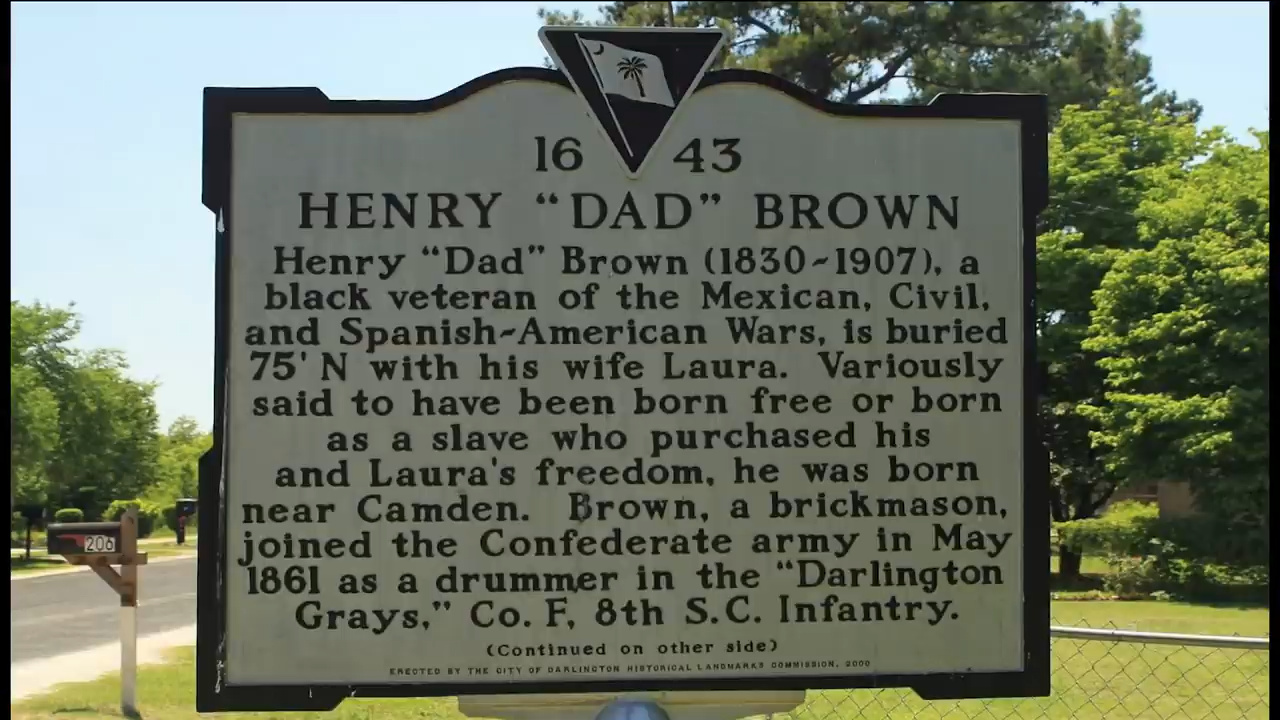 16 43
HENRY "DAD" BROWN
Henry "Dad" Brown (1830~1907), a
black veteran of the Mexican, Civil,
and Spanish~American Wars, is buried
75' N with his wife Laura. Variously
said to have been born free or born
as a slave who purchased his
and Laura's freedom, he was born
near Camden. Brown, a brickmason,
joined the Confederate army in May
1861 as a drummer in the "Darlington
Grays," Co. F, 8th S.C. Infantry.
(Continued on other side)
ERECTED BY THE CITY OF DARLINGTON HISTORICAL LANDMARKS COMMISSION, 2000
206